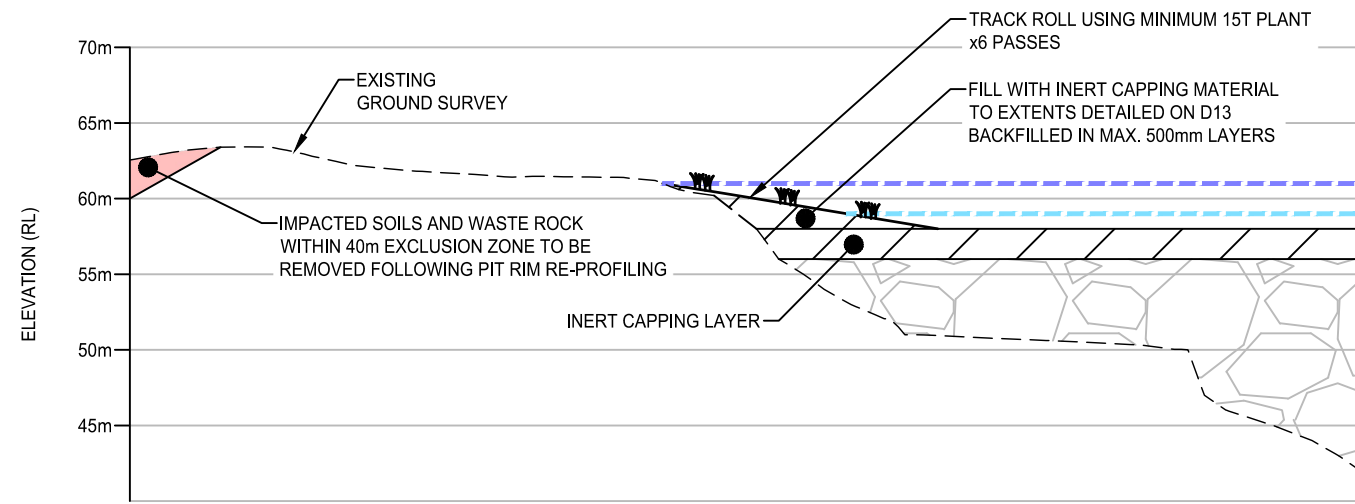 TRACK ROLL USING MINIMUM 15T PLANT
x6 PASSES
70m
EXISTING
GROUND SURVEY
FILL WITH INERT CAPPING MATERIAL
TO EXTENTS DETAILED ON D13
BACKFILLED IN MAX. 500mm LAYERS
65m
60m
IMPACTED SOILS AND WASTE ROCK
WITHIN 40m EXCLUSION ZONE TO BE
REMOVED FOLLOWING PIT RIM RE-PROFILING
ELEVATION (RL)
55m
INERT CAPPING LAYER
50m
45m